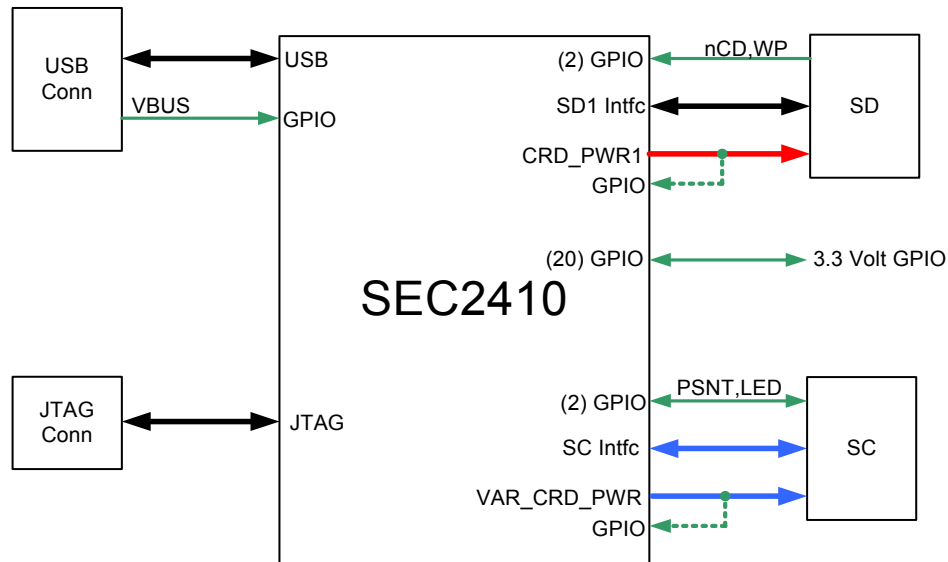 USB
Conn
VBUS
USB
GPIO
JTAG
Conn
JTAG
SEC2410
(2) GPIO
nCD,WP
SD1 Intfc
CRD_PWR1
GPIO
SD
(20) GPIO
3.3 Volt GPIO
(2) GPIO
PSNT,LED
SC Intfc
VAR_CRD_PWR
GPIO
SC